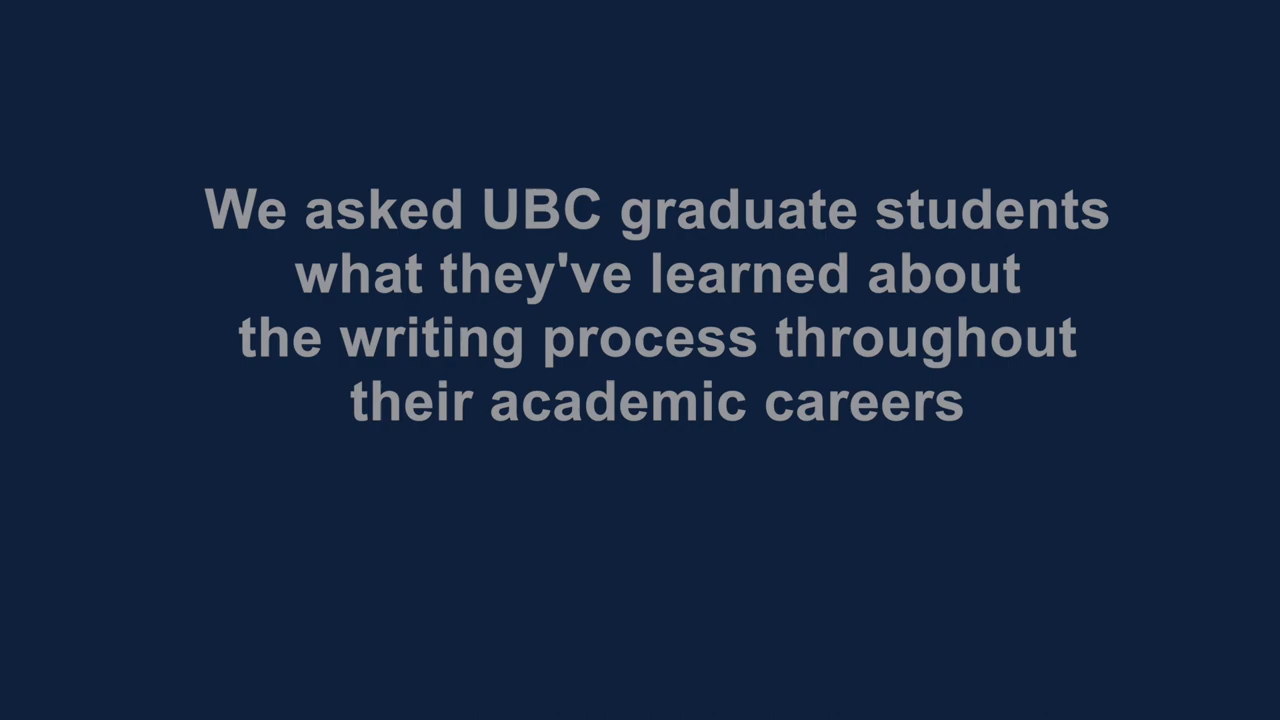 We asked UBC graduate students
what they've learned about
the writing process throughout
their academic careers